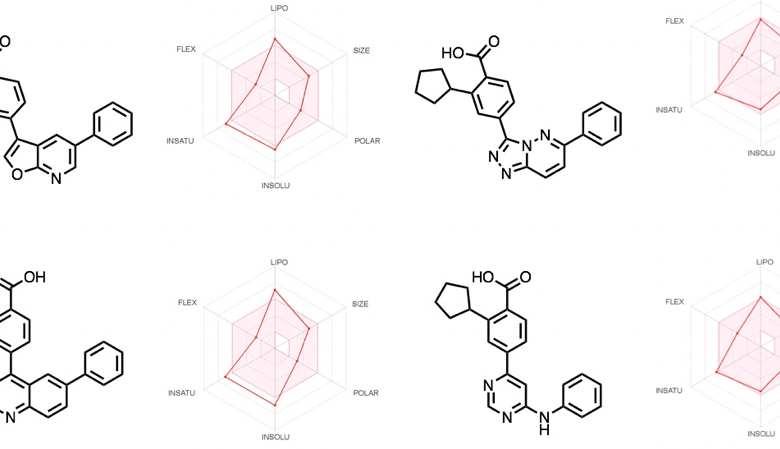 LIPO
FLEX
SIZE
INSATU
POLAR
INSOLU
O
O
N
HO
O
N
N
N
N
N
FLEX
INSATU
INSOLU
OH
N
LIPO
FLEX
SIZE
INSATU
POLAR
INSOLU
HO
O
N
N
N
H
LIPO
FLEX
INSATU
INSOLU